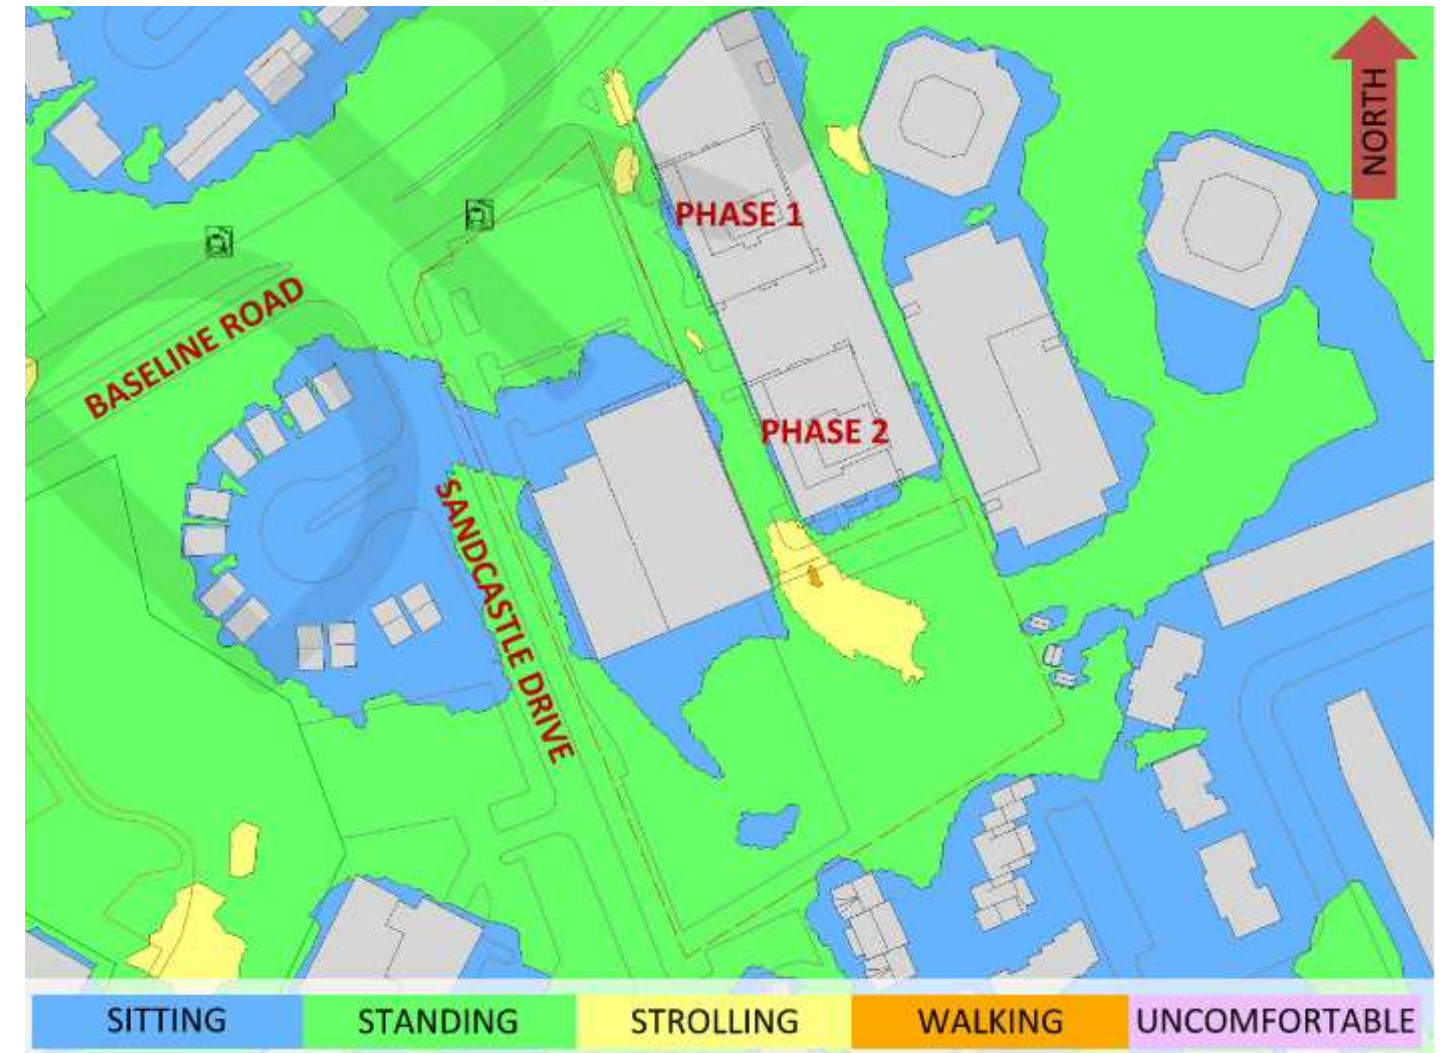 NORTH
PHASE 1
BASELINE ROAD
PHASE 2
SANDCASTLE DRIVE
SITTING
STANDING
STROLLING
WALKING
UNCOMFORTABLE